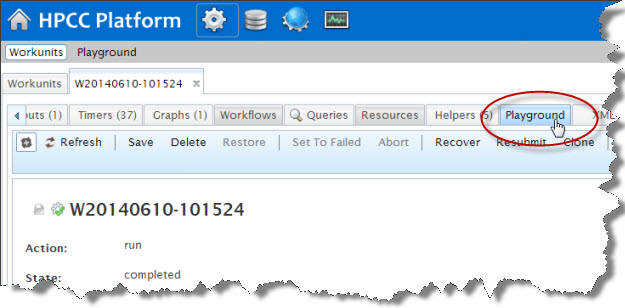 HPCC Platform
Workunits Playground
Workunits W20140610-101524 x
uts (1) Timers (37) Graphs (1) Workflows Queries Resources Helpers (5) Playground XML
Refresh Save Delete Restore Set To Failed Abort Recover Resubmit Clone
W20140610-101524
Action: run
State: completed